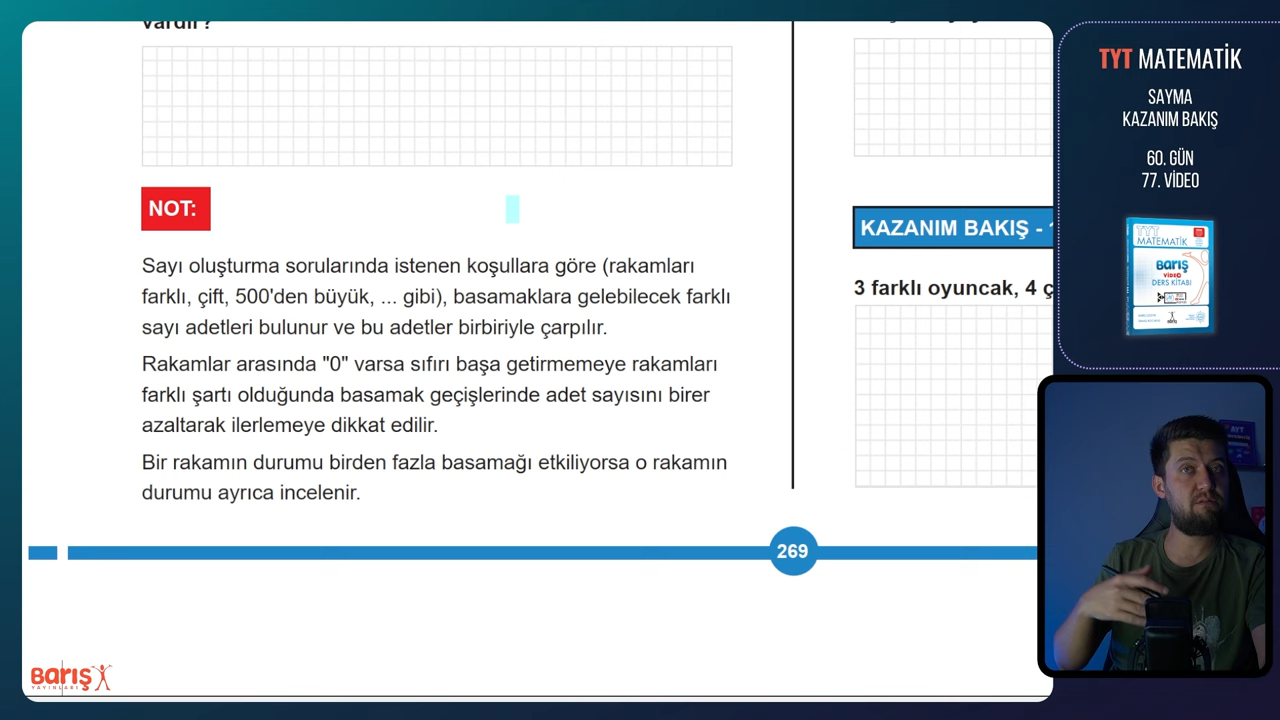 vardır?
NOT:
Sayı oluşturma sorularında istenen koşullara göre (rakamları
farklı, çift, 500'den büyük, ... gibi), basamaklara gelebilecek farklı
sayı adetleri bulunur ve bu adetler birbiriyle çarpılır.
Rakamlar arasında "0" varsa sıfırı başa getirmemeye rakamları
farklı şartı olduğunda basamak geçişlerinde adet sayısını birer
azaltarak ilerlemeye dikkat edilir.
Bir rakamın durumu birden fazla basamağı etkiliyorsa o rakamın
durumu ayrıca incelenir.
KAZANIM BAKIŞ -
3 farklı oyuncak, 4 ç
269
BARIŞ
YAYINLARI
TYT MATEMATİK
SAYMA
KAZANIM BAKIŞ
60. GÜN
77. VİDEO
TYT
MATEMATİK
BARIŞ
VİDEO
DERS KİTABI